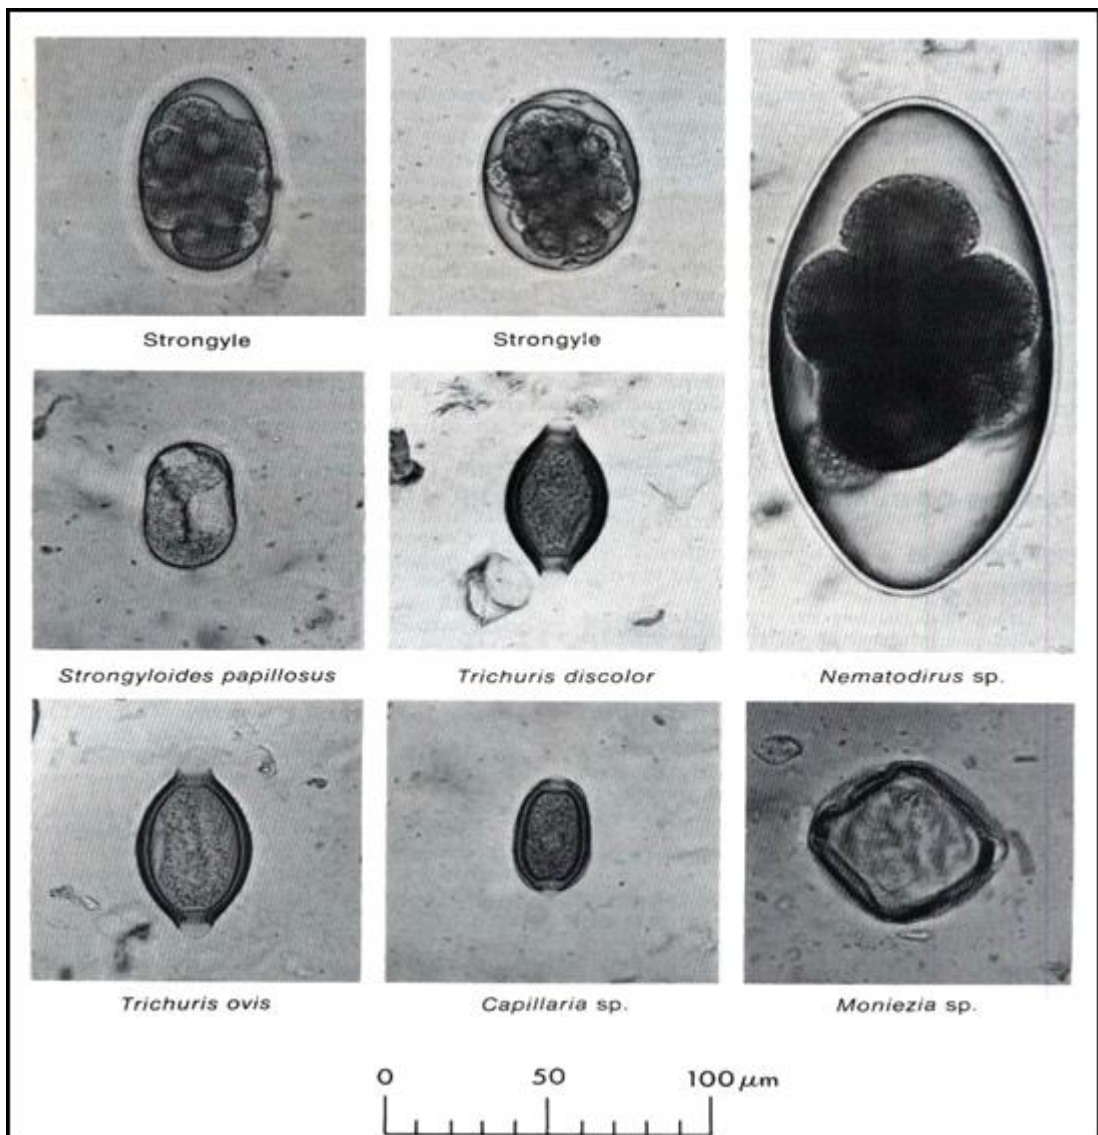 Strongyle
Strongyle
Strongyloides papillosus
Trichuris discolor
Nematodirus sp.
Trichuris ovis
Capillaria sp.
Moniezia sp.
0 50 100 μm